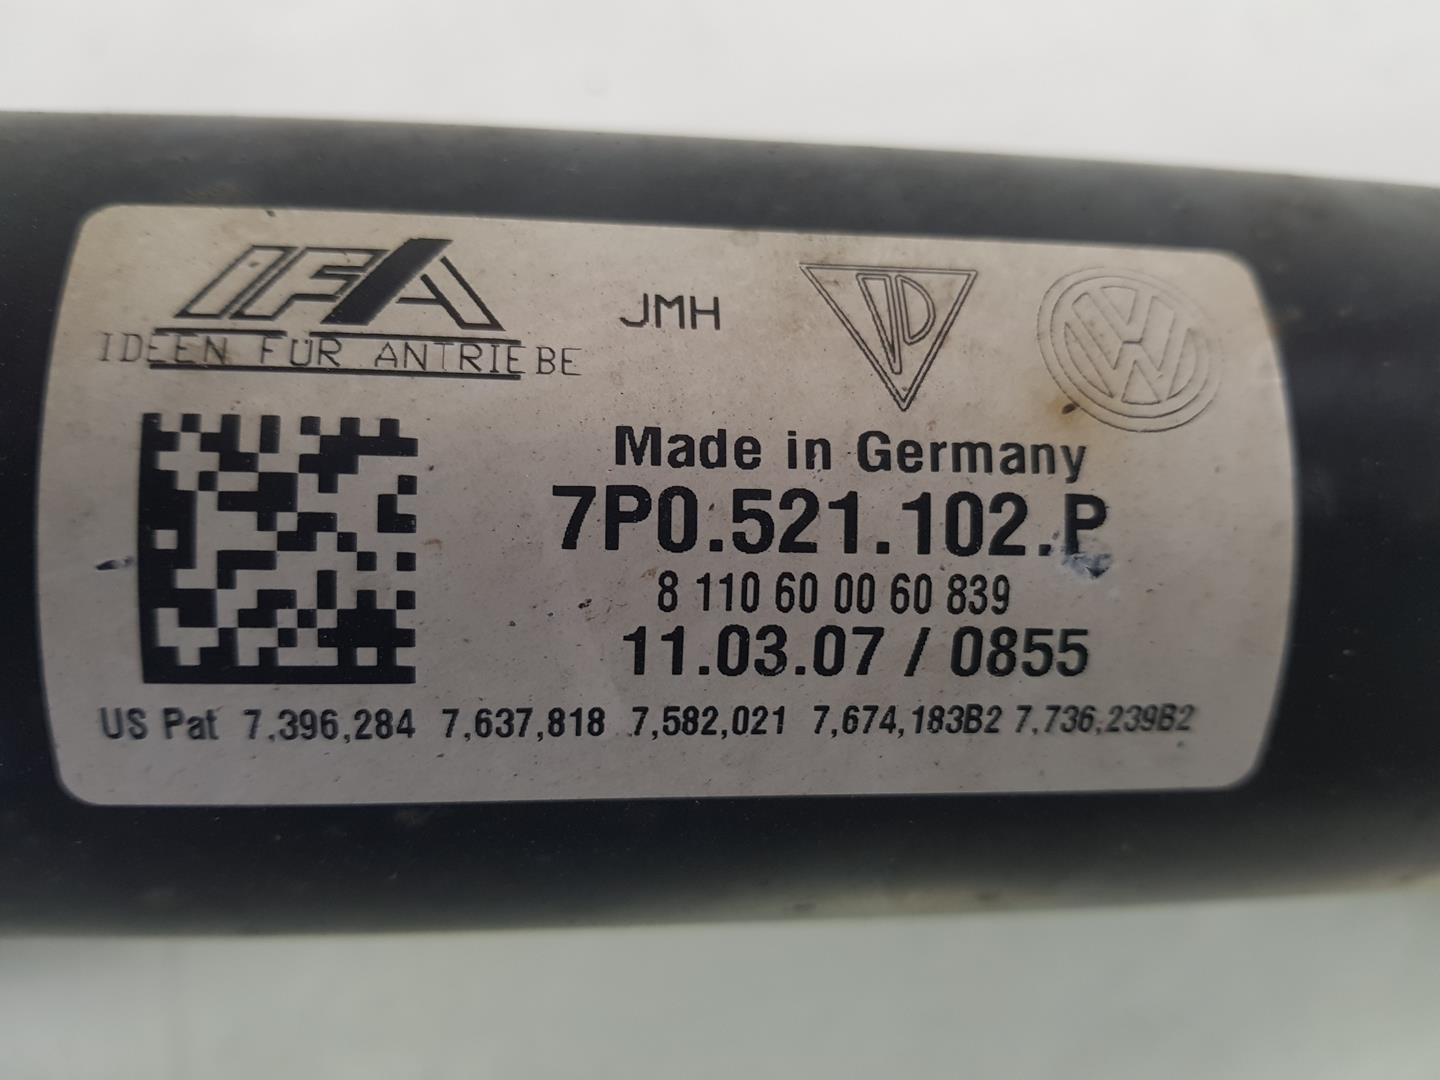 IFA
IDEEN FÜR ANTRIEBE
JMH
VW
Made in Germany
7P0.521.102.P
8 110 60 00 60 839
11.03.07 / 0855
US Pat 7.396,284 7,637,818 7,582,021 7,674,183B2 7.736,239B2